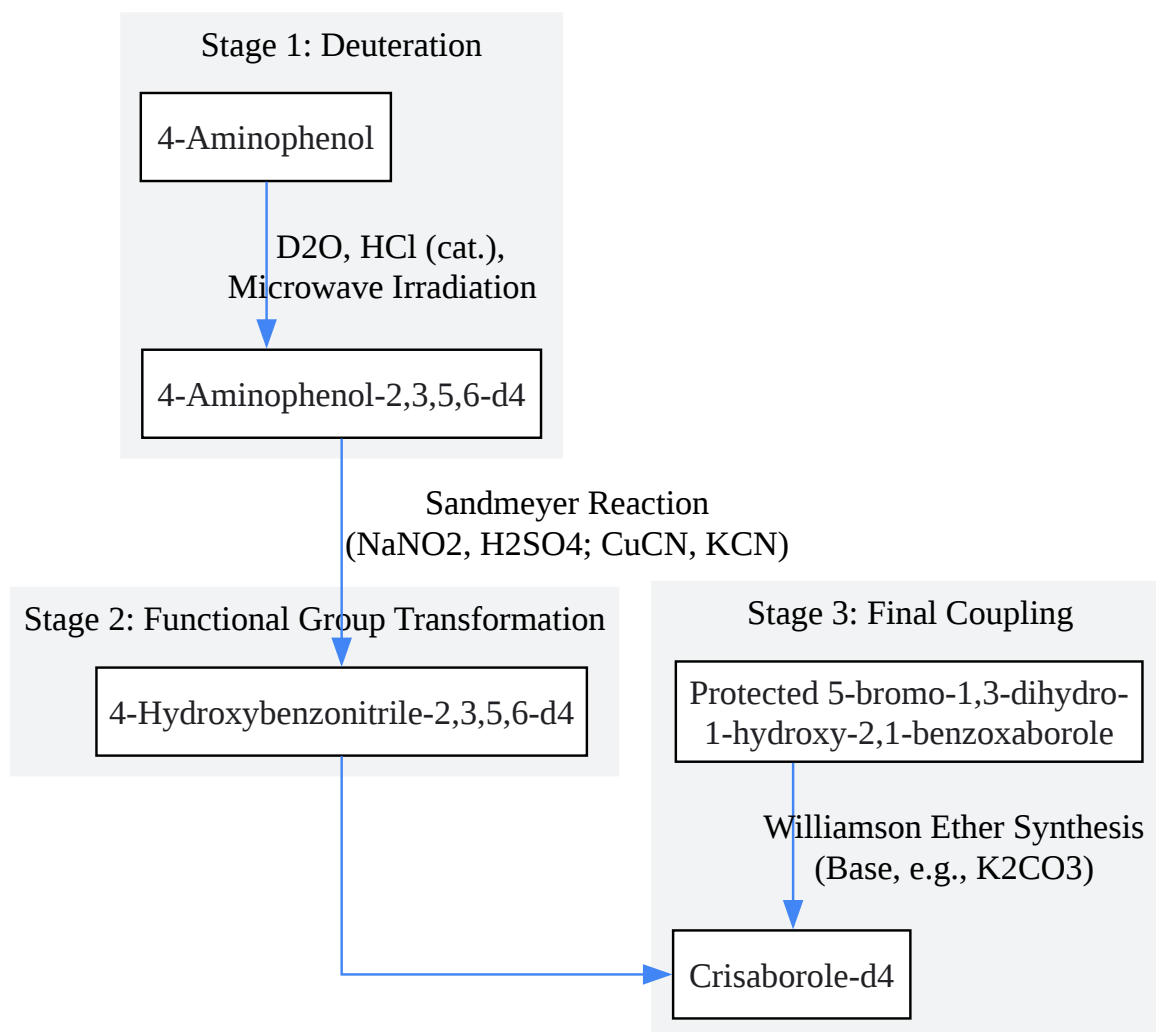 Stage 1: Deuteration
4-Aminophenol
D2O, HCl (cat.),
Microwave Irradiation
4-Aminophenol-2,3,5,6-d4
Sandmeyer Reaction
(NaNO2, H2SO4; CuCN, KCN)
Stage 2: Functional Group Transformation
4-Hydroxybenzonitrile-2,3,5,6-d4
Stage 3: Final Coupling
Protected 5-bromo-1,3-dihydro-
1-hydroxy-2,1-benzoxaborole
Williamson Ether Synthesis
(Base, e.g., K2CO3)
Crisaborole-d4